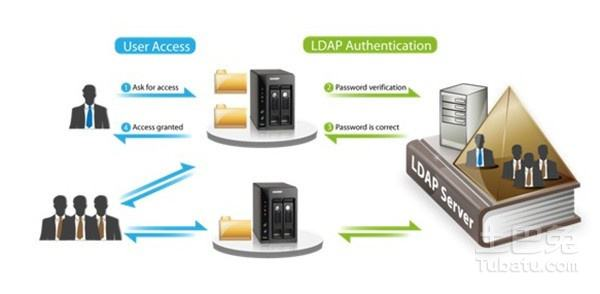 User Access
LDAP Authentication
1 Ask for access
2 Password verification
4 Access granted
3 Password is correct
LDAP Server
土巴兔
Tubatu.com